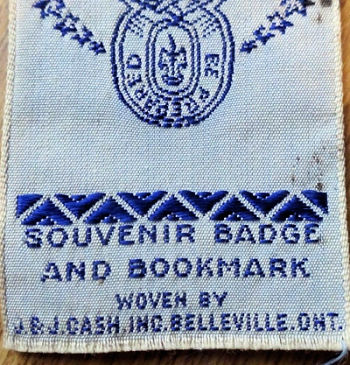 BE PREPARED
SOUVENIR BADGE
AND BOOKMARK
WOVEN BY
J.&J.CASH,INC.BELLEVILLE.ONT.